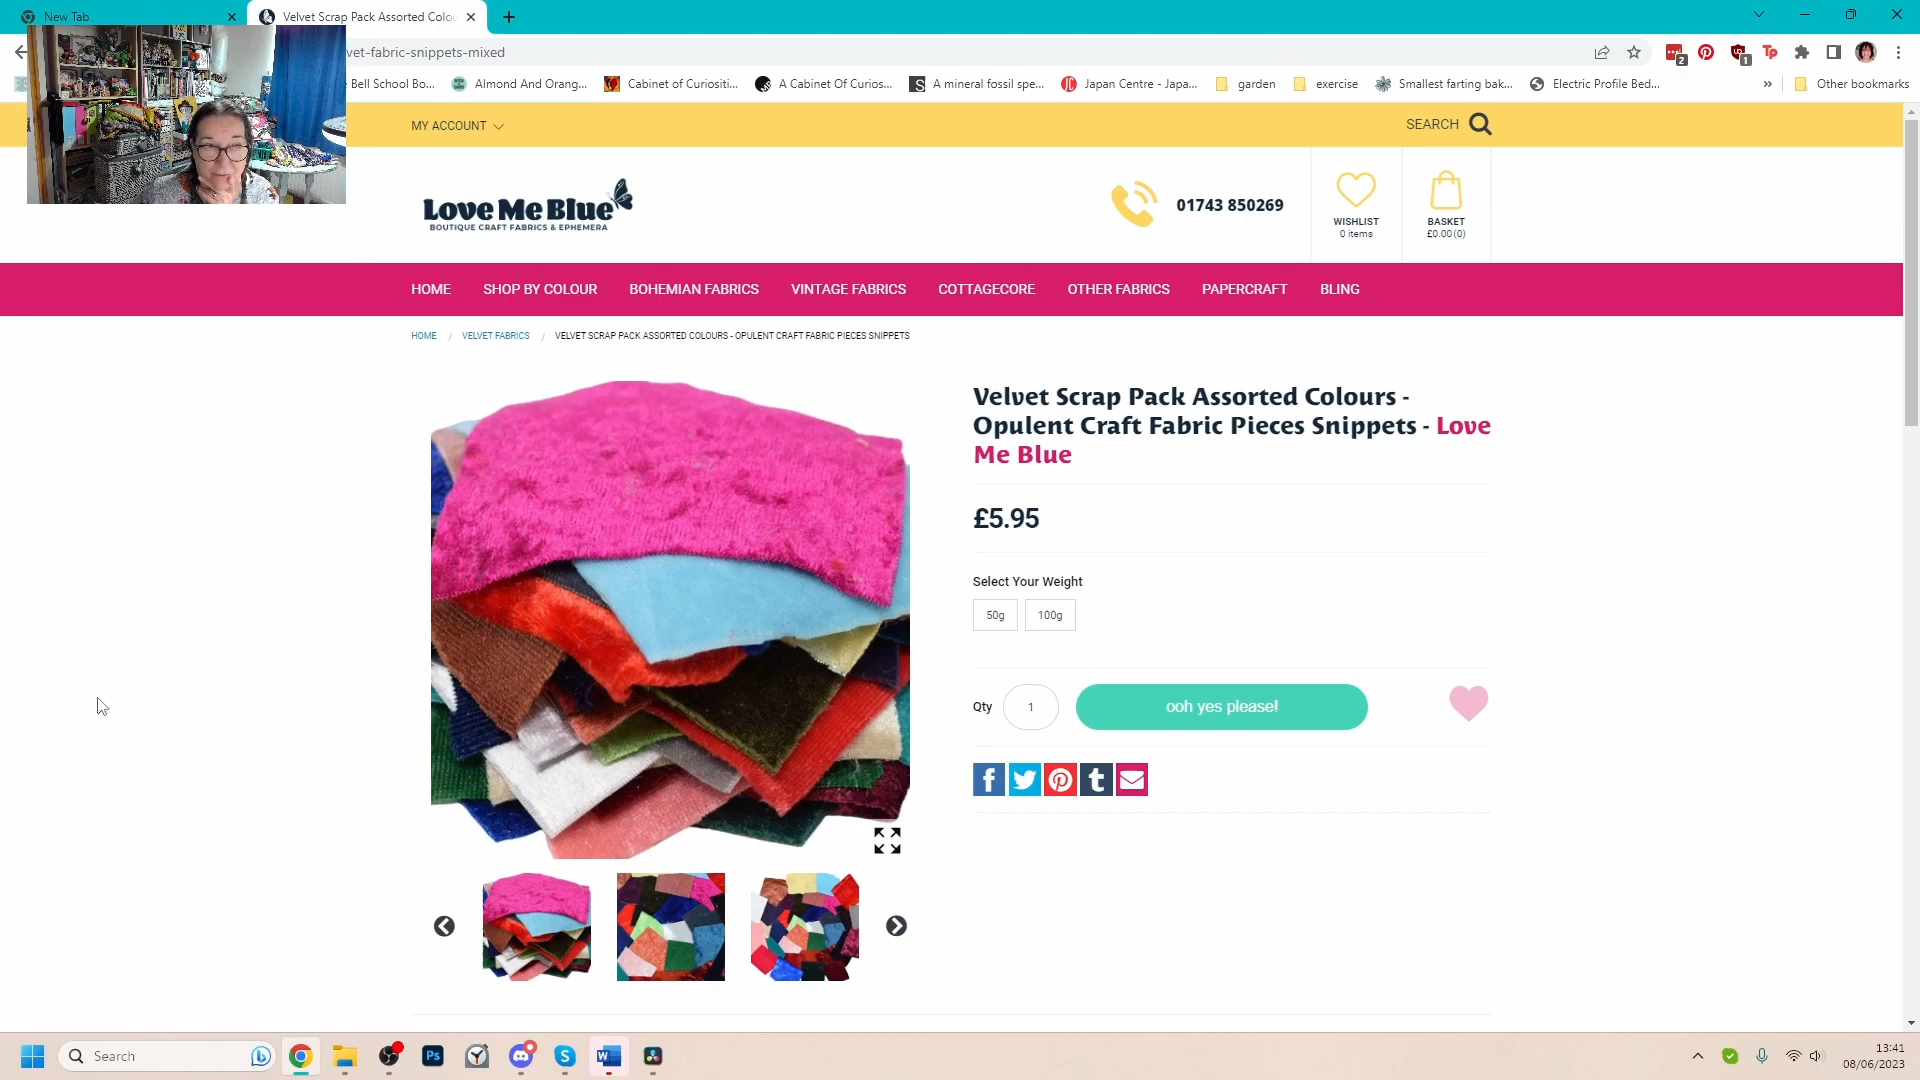 New Tab
Velvet Scrap Pack Assorted Colou
vet-fabric-snippets-mixed
2
1
Bell School Bo...
Almond And Orang...
Cabinet of Curiositi...
A Cabinet Of Curios...
A mineral fossil spe...
Japan Centre - Japa...
garden
exercise
Smallest farting bak...
Electric Profile Bed...
»
Other bookmarks
MY ACCOUNT
SEARCH
Love Me Blue
BOUTIQUE CRAFT FABRICS & EPHEMERA
01743 850269
WISHLIST
0 items
BASKET
£0.00 (0)
HOME
SHOP BY COLOUR
BOHEMIAN FABRICS
VINTAGE FABRICS
COTTAGECORE
OTHER FABRICS
PAPERCRAFT
BLING
HOME / VELVET FABRICS / VELVET SCRAP PACK ASSORTED COLOURS - OPULENT CRAFT FABRIC PIECES SNIPPETS
Velvet Scrap Pack Assorted Colours -
Opulent Craft Fabric Pieces Snippets - Love
Me Blue
£5.95
Select Your Weight
50g
100g
Qty
1
ooh yes please!
Search
13:41
08/06/2023